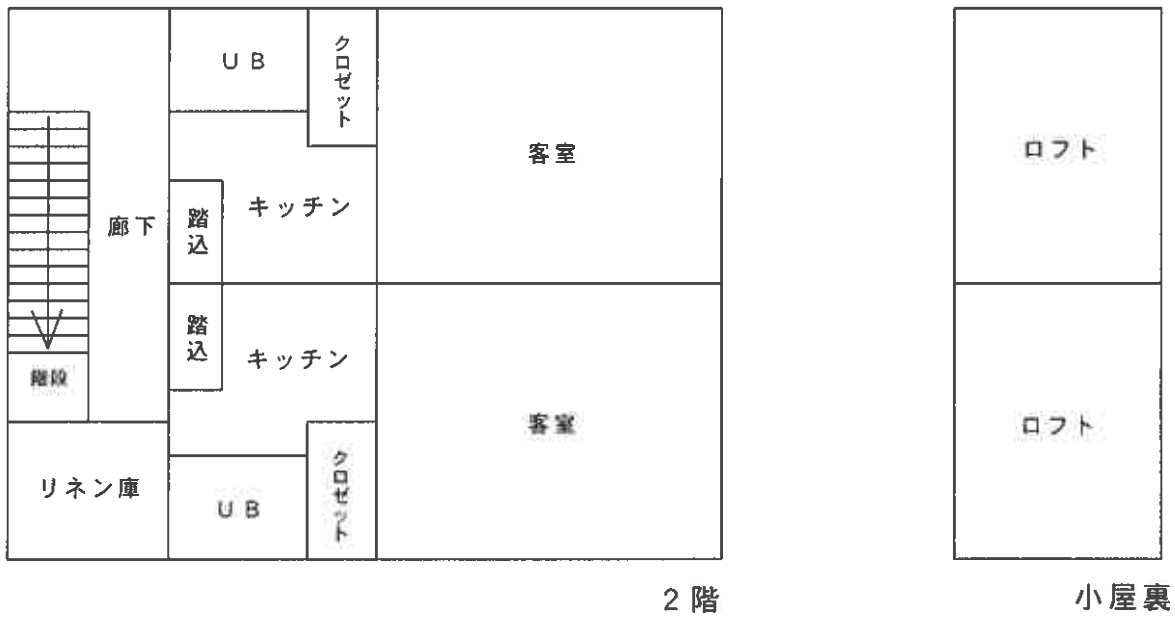 UB
クロゼット
客室
ロフト
廊下
踏込
キッチン
踏込
キッチン
階段
客室
ロフト
リネン庫
UB
クロゼット
2階
小屋裏